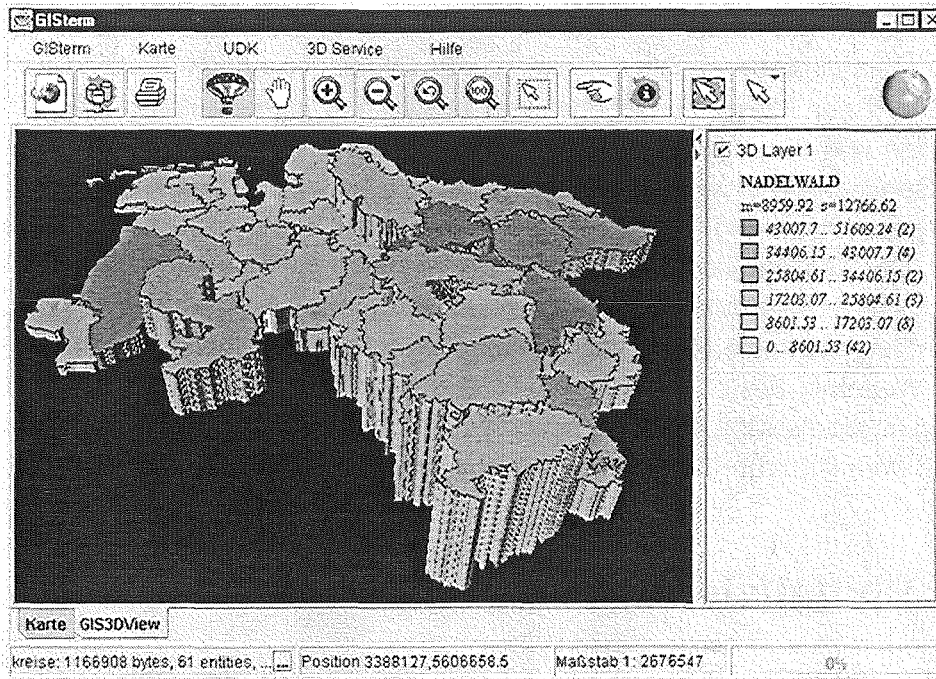 GISterm
GISterm Karte UDK 3D Service Hilfe
100
3D Layer 1
NADELWALD
m=8959.92 s=12766.62
43007.7 .. 51609.24 (2)
34406.15 .. 43007.7 (4)
25804.61 .. 34406.15 (2)
17203.07 .. 25804.61 (3)
8601.53 .. 17203.07 (8)
0 .. 8601.53 (42)
Karte GIS3DView
kreise: 1166908 bytes, 61 entities, ... ... Position 3388127,5606658.5 Maßstab 1: 2676547 0%